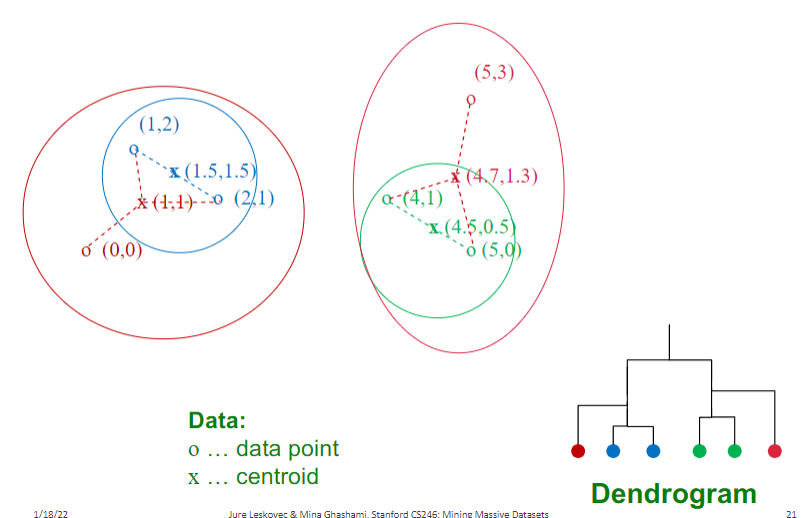 (5,3)
(1,2)
x (1.5,1.5)
x (4.7,1.3)
x (1,1)
o (2,1)
o (4,1)
x (4.5,0.5)
o (0,0)
o (5,0)
Data:
o … data point
x … centroid
Dendrogram
1/18/22
Jure Leskovec & Mina Ghashami, Stanford CS246: Mining Massive Datasets
21